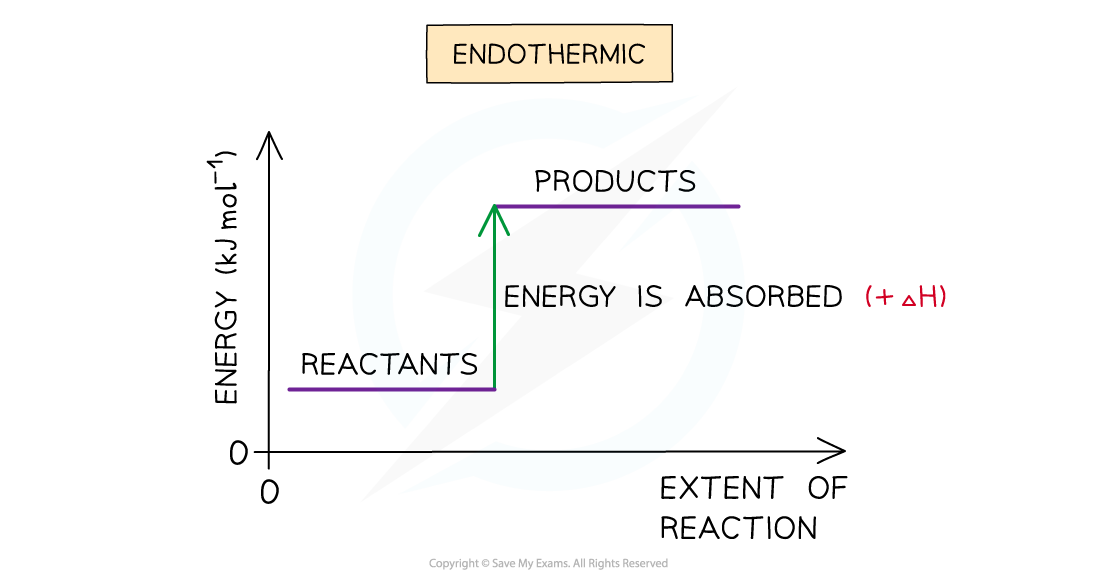 ENDOTHERMIC
ENERGY (kJ mol⁻¹)
PRODUCTS
ENERGY IS ABSORBED (+ △H)
REACTANTS
0
0
EXTENT OF
REACTION
Copyright © Save My Exams. All Rights Reserved